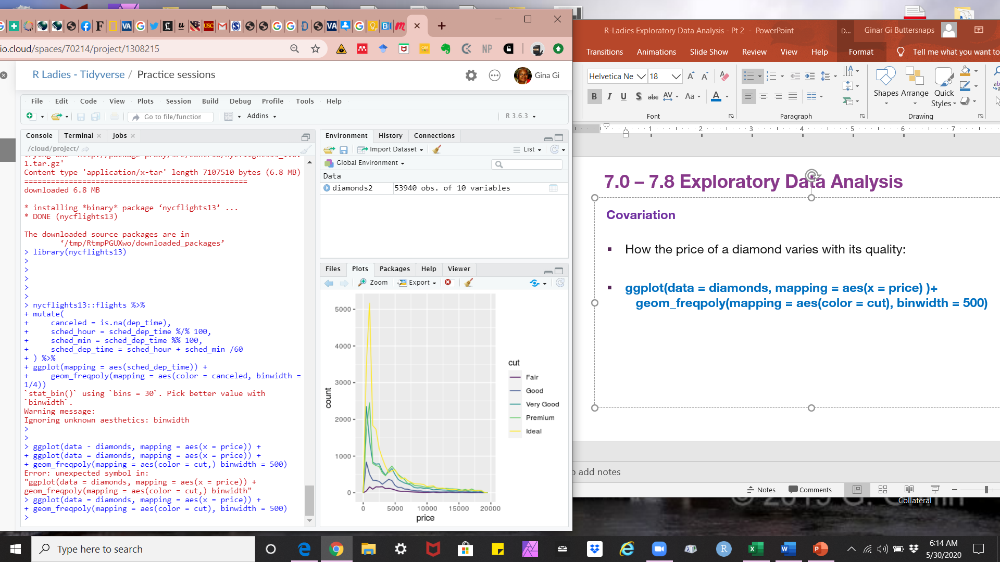 io.cloud/spaces/70214/project/1308215
R Ladies - Tidyverse / Practice sessions
Gina Gi
File Edit Code View Plots Session Build Debug Profile Tools Help
Go to file/function
Addins
R 3.6.3
Console Terminal Jobs
/cloud/project/
1.tar.gz'
Content type 'application/x-tar' length 7107510 bytes (6.8 MB)
==================================================
downloaded 6.8 MB
* installing *binary* package ‘nycflights13’ ...
* DONE (nycflights13)
The downloaded source packages are in
‘/tmp/RtmpPGUXwo/downloaded_packages’
> library(nycflights13)
>
>
>
>
>
> nycflights13::flights %>%
+ mutate(
+     canceled = is.na(dep_time),
+     sched_hour = sched_dep_time %/% 100,
+     sched_min = sched_dep_time %% 100,
+     sched_dep_time = sched_hour + sched_min /60
+ ) %>%
+ ggplot(mapping = aes(sched_dep_time)) +
+     geom_freqpoly(mapping = aes(color = canceled, binwidth =
1/4))
`stat_bin()` using `bins = 30`. Pick better value with
`binwidth`.
Warning message:
Ignoring unknown aesthetics: binwidth
>
>
> ggplot(data - diamonds, mapping = aes(x = price)) +
+ ggplot(data = diamonds, mapping = aes(x = price)) +
+ geom_freqpoly(mapping = aes(color = cut,) binwidth = 500)
Error: unexpected symbol in:
"ggplot(data = diamonds, mapping = aes(x = price)) +
geom_freqpoly(mapping = aes(color = cut,) binwidth"
> ggplot(data = diamonds, mapping = aes(x = price)) +
+ geom_freqpoly(mapping = aes(color = cut), binwidth = 500)
>
Environment History Connections
Import Dataset
List
Global Environment
Data
diamonds2 53940 obs. of 10 variables
Files Plots Packages Help Viewer
Zoom Export
count
5000
4000
3000
2000
1000
0
0 5000 10000 15000 20000
price
cut
Fair
Good
Very Good
Premium
Ideal
R-Ladies Exploratory Data Analysis - Pt 2 - PowerPoint
D...
Ginar Gi Buttersnaps
Transitions Animations Slide Show Review View Help Format Tell me what you want to
Helvetica Ne 18
B I U S abc AV Aa A
Font
Paragraph
Shapes Arrange Quick
Styles
Drawing
1 2 3 4 5 6 7
7.0 – 7.8 Exploratory Data Analysis
Covariation
▪ How the price of a diamond varies with its quality:
▪ ggplot(data = diamonds, mapping = aes(x = price) )+
geom_freqpoly(mapping = aes(color = cut), binwidth = 500)
add notes
Notes Comments
Collateral
Type here to search
6:14 AM
5/30/2020